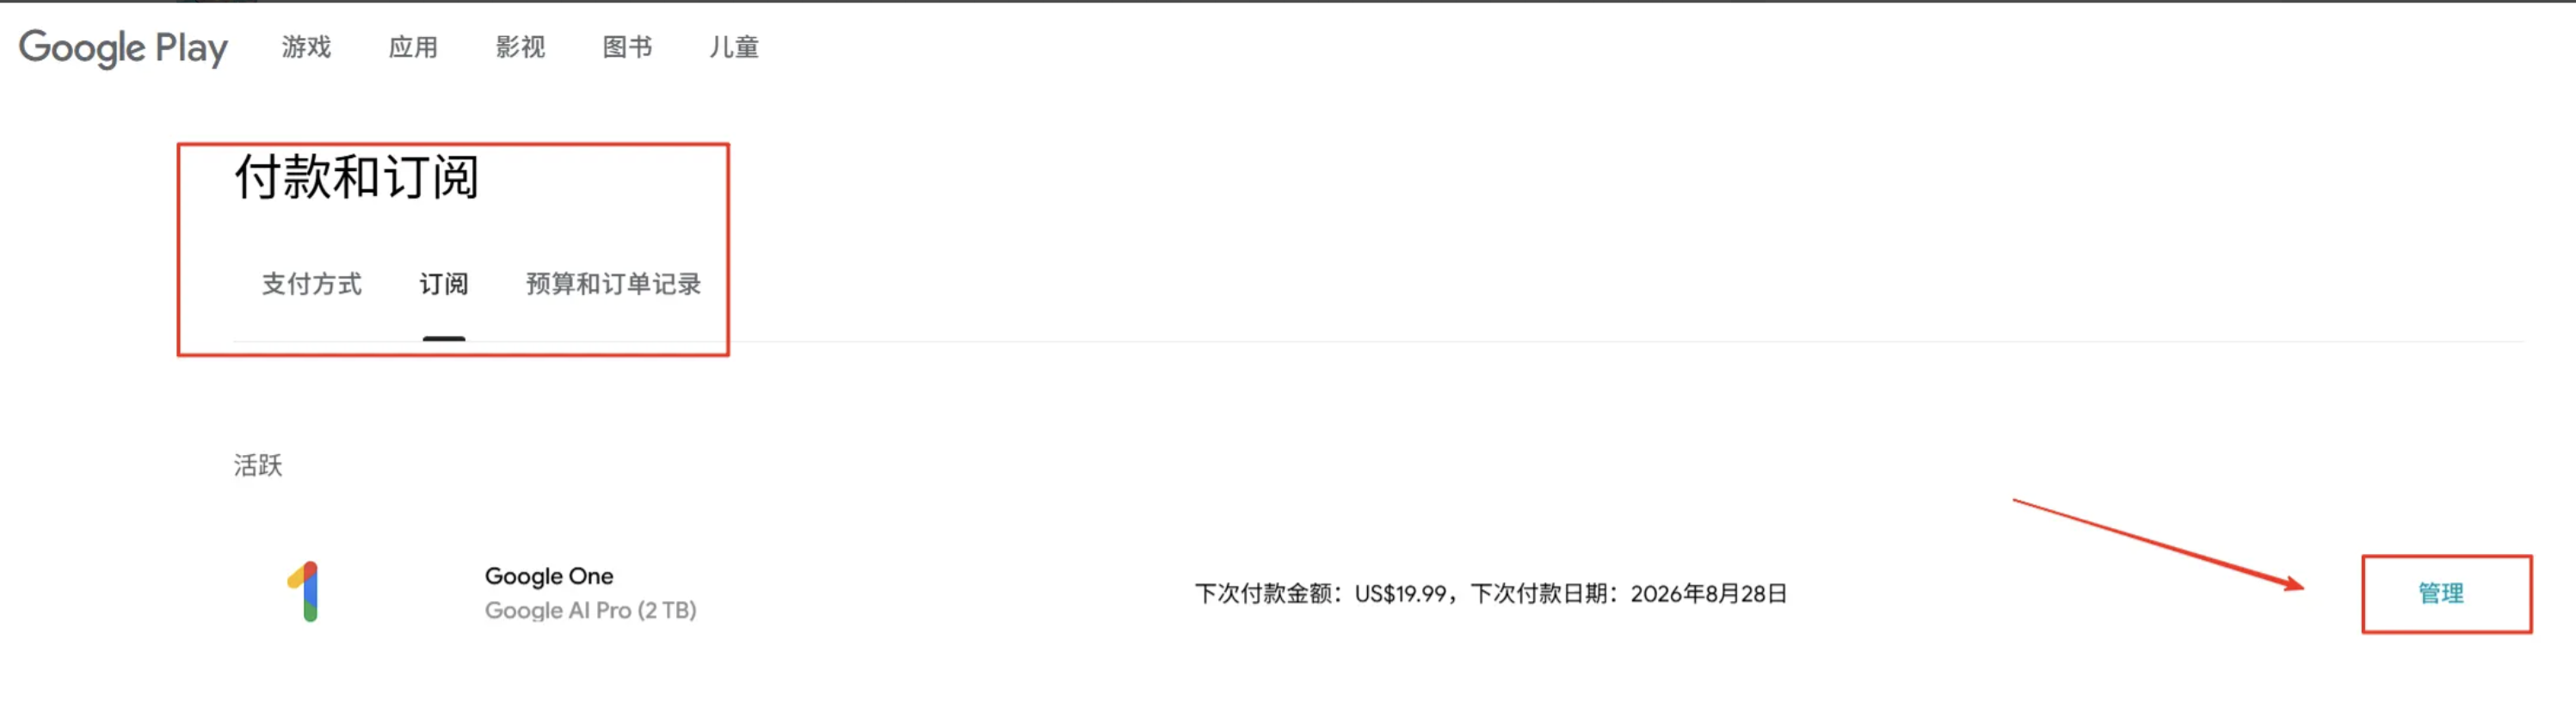 Google Play 游戏 应用 影视 图书 儿童
付款和订阅
支付方式 订阅 预算和订单记录
活跃
Google One
Google AI Pro (2 TB)
下次付款金额：US$19.99，下次付款日期：2026年8月28日
管理